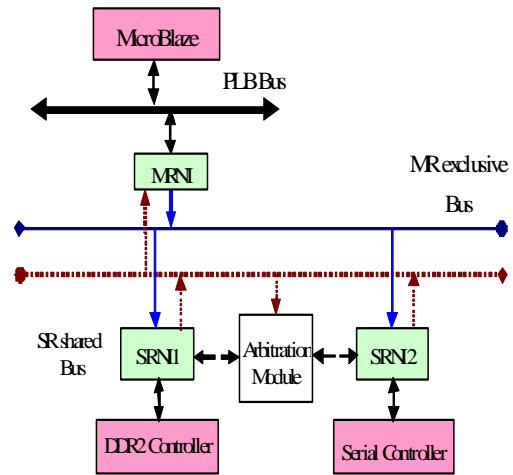 MicroBlaze
PLB Bus
MRNI
MR exclusive
Bus
SR shared
Bus
SRNI1
Arbitration
Module
SRNI2
DDR2 Controller
Serial Controller